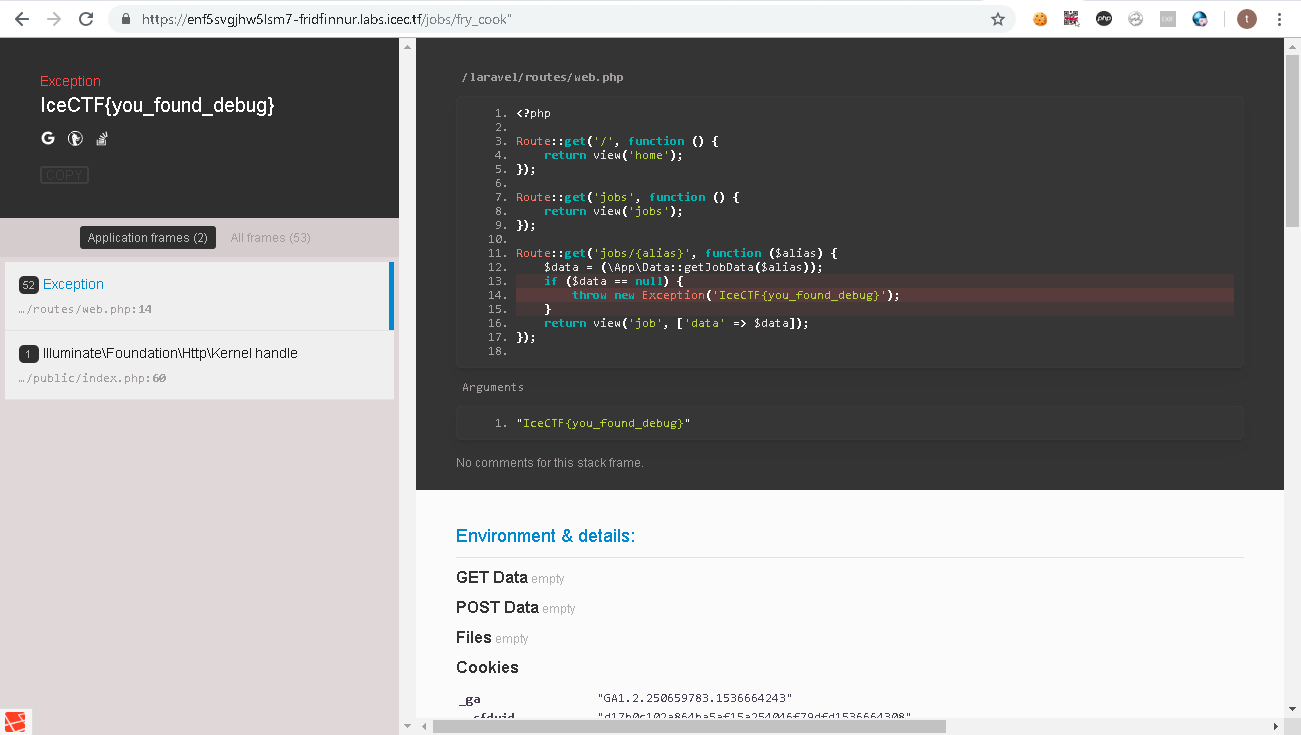 https://enf5svgjhw5lsm7-fridfinnur.labs.icec.tf/jobs/fry_cook"
php
EXIF
t
Exception
IceCTF{you_found_debug}
COPY
Application frames (2)
All frames (53)
52 Exception
…/routes/web.php:14
1 Illuminate\Foundation\Http\Kernel handle
…/public/index.php:60
/laravel/routes/web.php
1. <?php
2.
3. Route::get('/', function () {
4.     return view('home');
5. });
6.
7. Route::get('jobs', function () {
8.     return view('jobs');
9. });
10.
11. Route::get('jobs/{alias}', function ($alias) {
12.     $data = (\App\Data::getJobData($alias));
13.     if ($data == null) {
14.         throw new Exception('IceCTF{you_found_debug}');
15.     }
16.     return view('job', ['data' => $data]);
17. });
18.
Arguments
1. "IceCTF{you_found_debug}"
No comments for this stack frame.
Environment & details:
GET Data empty
POST Data empty
Files empty
Cookies
_ga "GA1.2.250659783.1536664243"